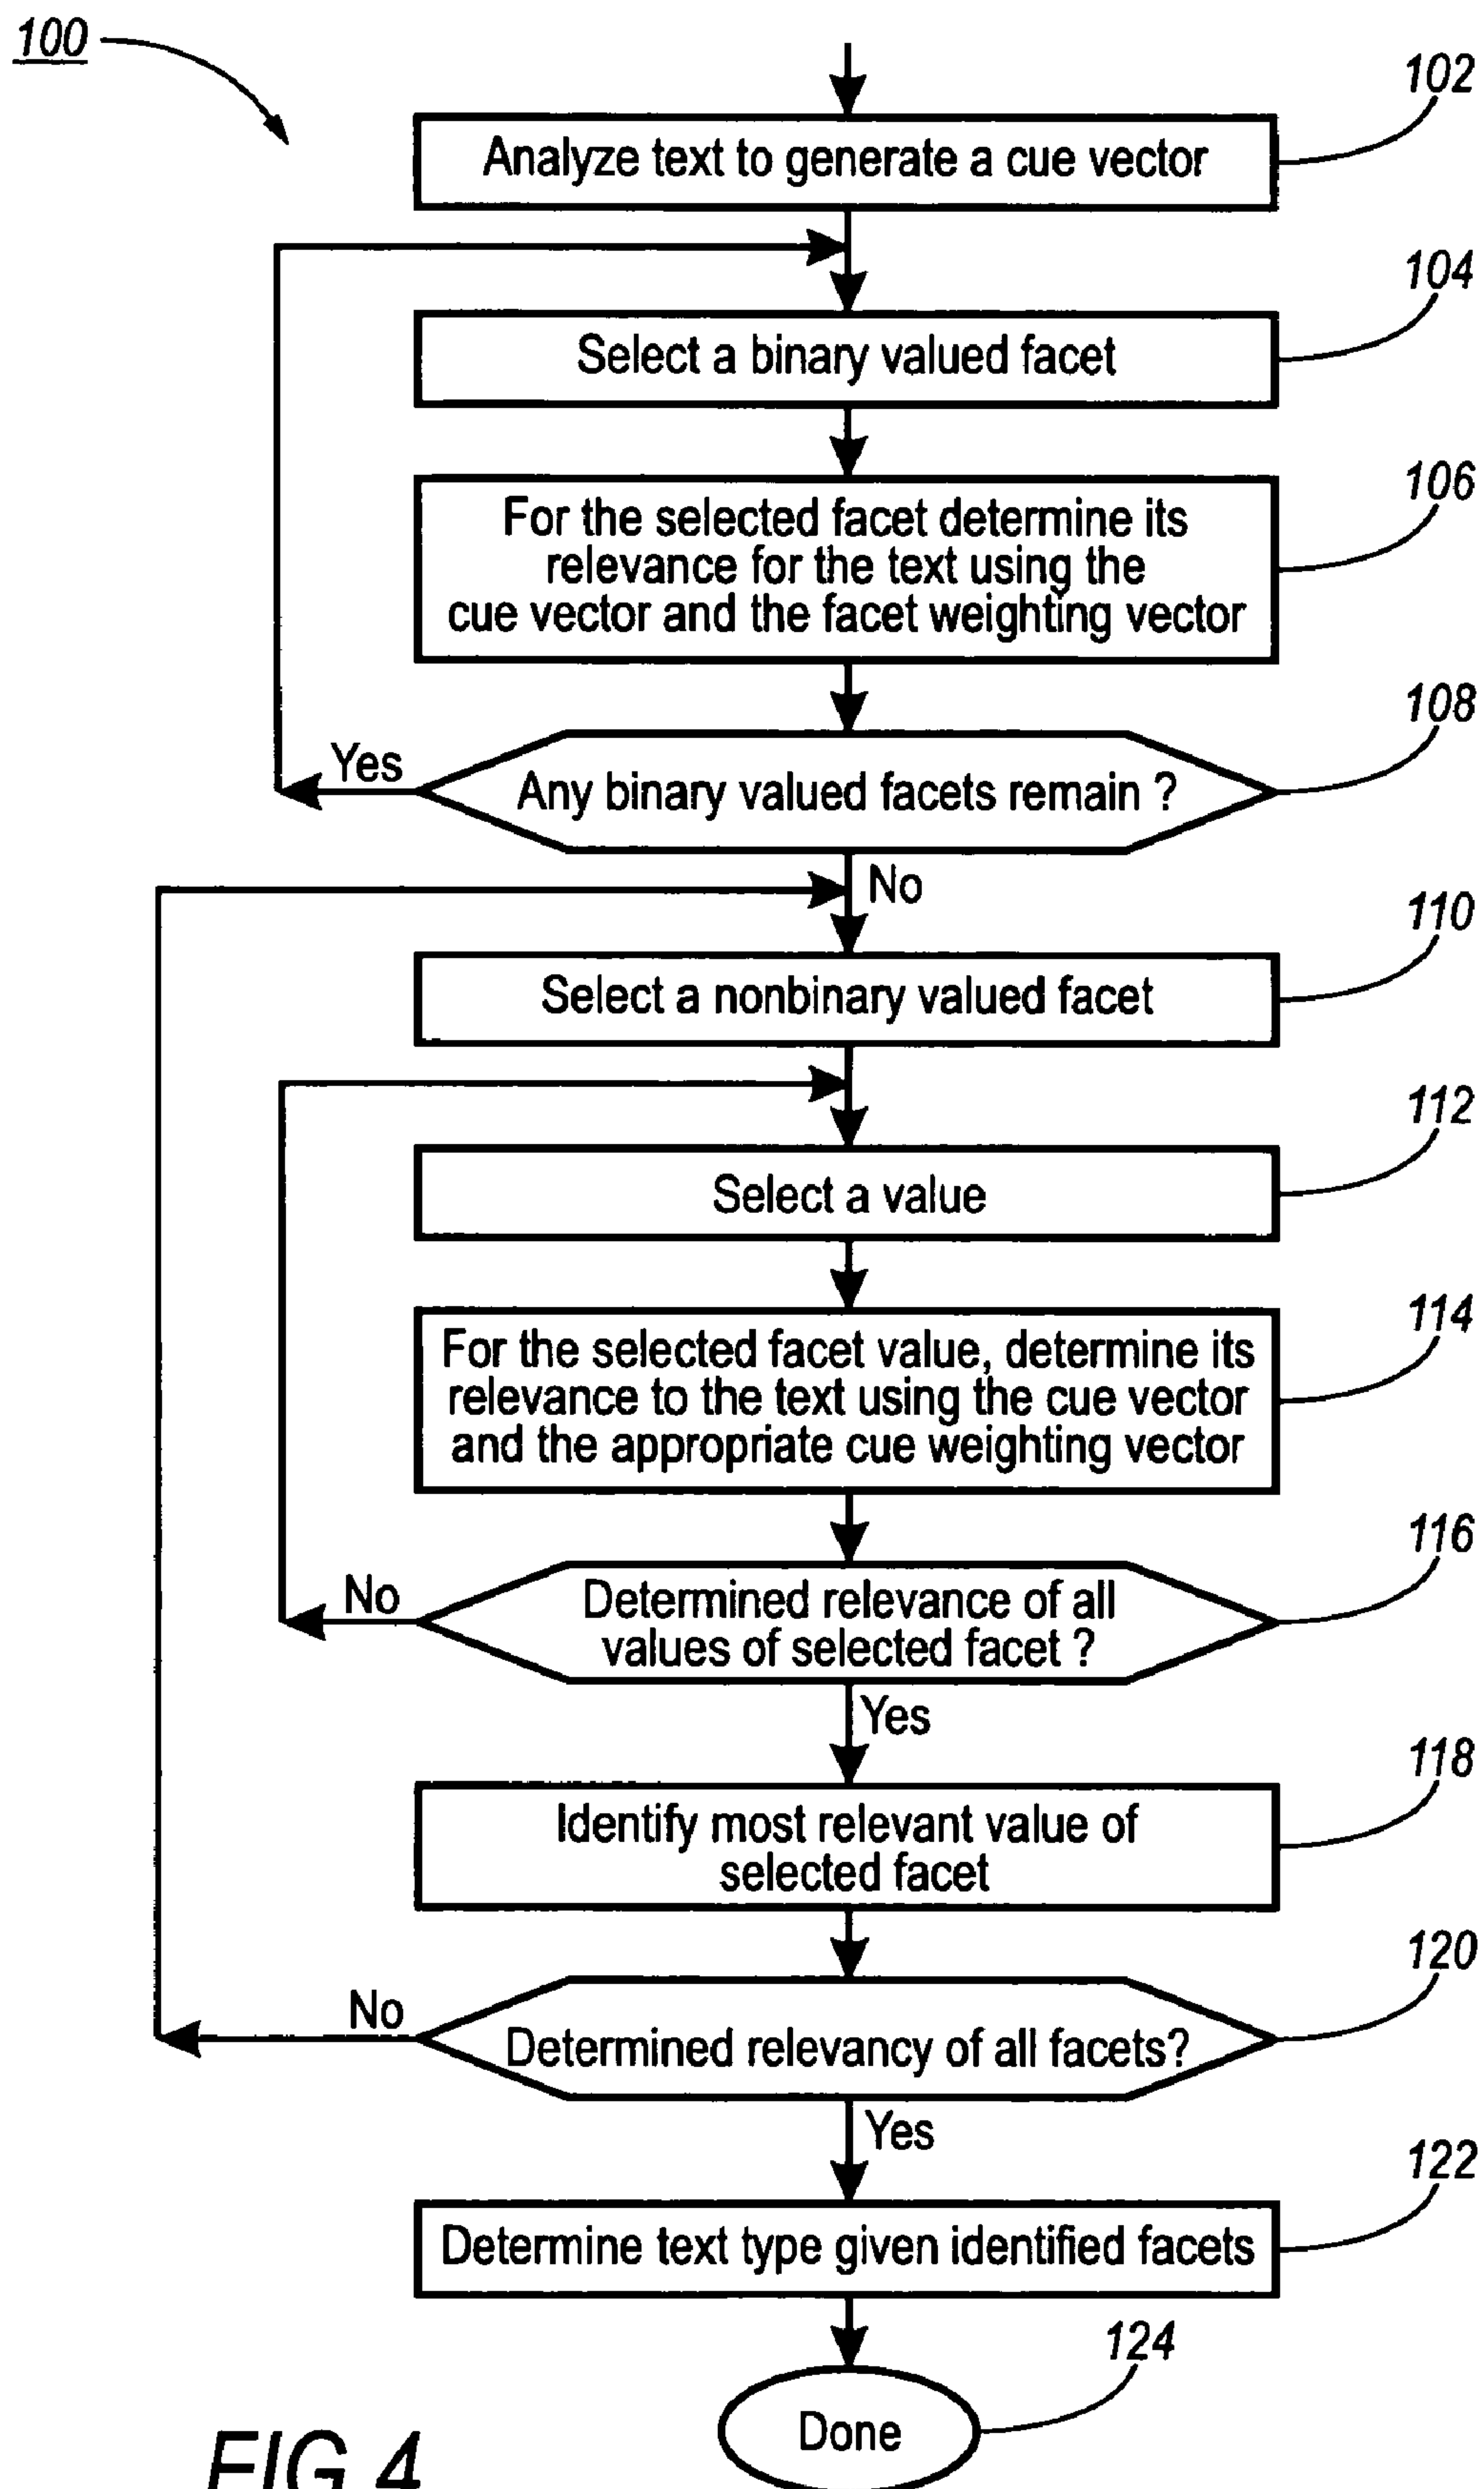 100
102
Analyze text to generate a cue vector
104
Select a binary valued facet
106
For the selected facet determine its
relevance for the text using the
cue vector and the facet weighting vector
108
Yes
Any binary valued facets remain ?
No
110
Select a nonbinary valued facet
112
Select a value
114
For the selected facet value, determine its
relevance to the text using the cue vector
and the appropriate cue weighting vector
116
No
Determined relevance of all
values of selected facet ?
Yes
118
Identify most relevant value of
selected facet
120
No
Determined relevancy of all facets?
Yes
122
Determine text type given identified facets
124
Done
FIG.4